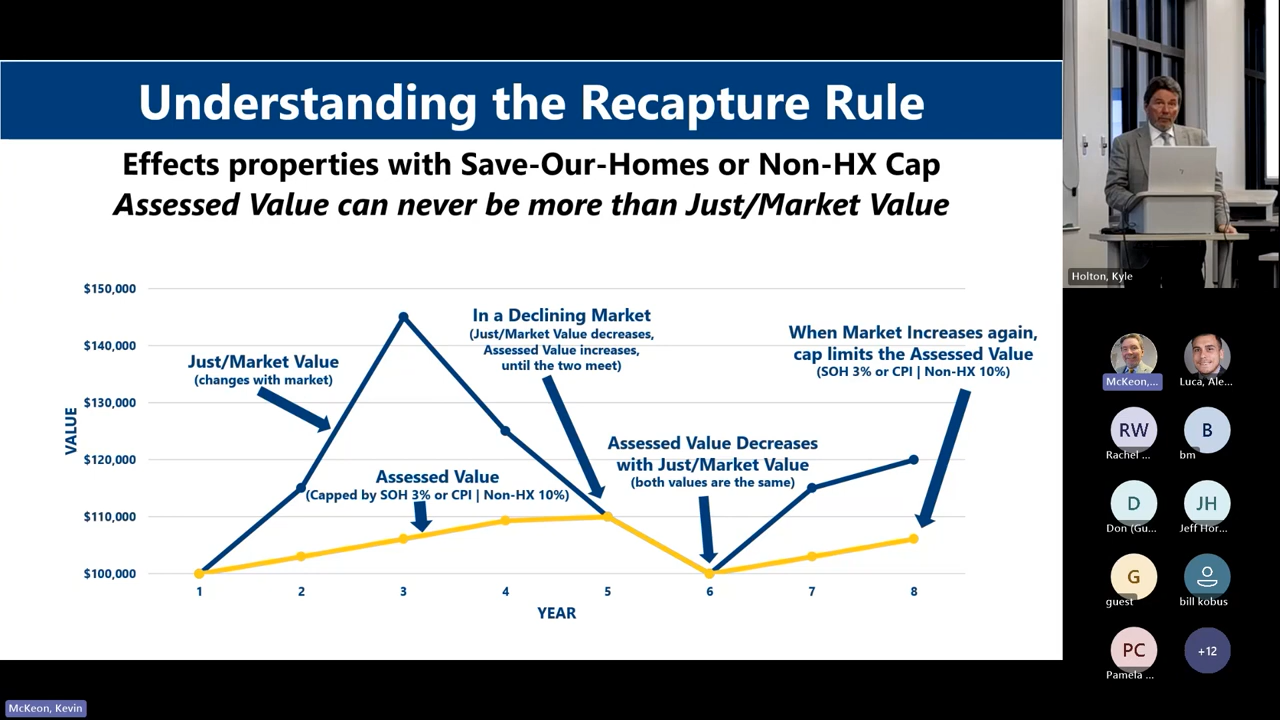 Understanding the Recapture Rule
Effects properties with Save-Our-Homes or Non-HX Cap
Assessed Value can never be more than Just/Market Value
$150,000
$140,000
$130,000
$120,000
$110,000
$100,000
VALUE
Just/Market Value
(changes with market)
In a Declining Market
(Just/Market Value decreases,
Assessed Value increases,
until the two meet)
When Market Increases again,
cap limits the Assessed Value
(SOH 3% or CPI | Non-HX 10%)
Assessed Value
(Capped by SOH 3% or CPI | Non-HX 10%)
Assessed Value Decreases
with Just/Market Value
(both values are the same)
1 2 3 4 5 6 7 8
YEAR
McKeon, Kevin
Holton, Kyle
McKeon,...
Luca, Ale...
RW
Rachel ...
B
bm
D
Don (Gu...
JH
Jeff Hor...
G
guest
bill kobus
PC
Pamela ...
+12